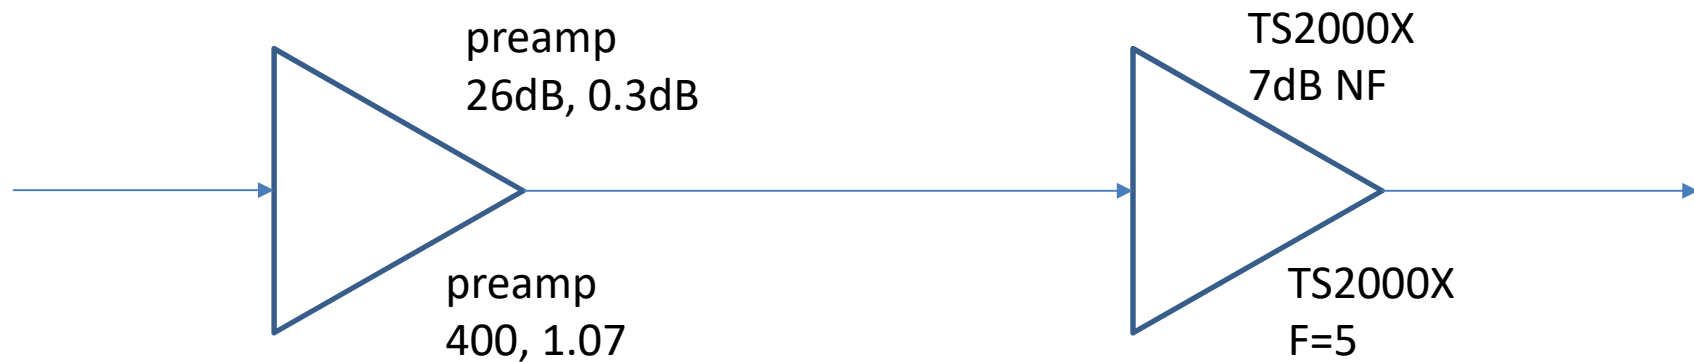 preamp
26dB, 0.3dB
TS2000X
7dB NF
preamp
400, 1.07
TS2000X
F=5